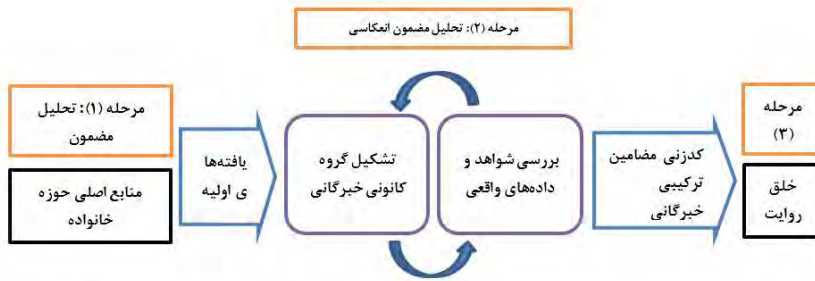 مرحله (۲): تحلیل مضمون انعکاسی
مرحله (۱): تحلیل
مضمون
منابع اصلی حوزه
خانواده
یافته‌ها
ی اولیه
تشکیل گروه
کانونی خبرگانی
بررسی شواهد و
داده‌های واقعی
کدزنی مضامین
ترکیبی
خبرگانی
مرحله
(۳)
خلق
روایت